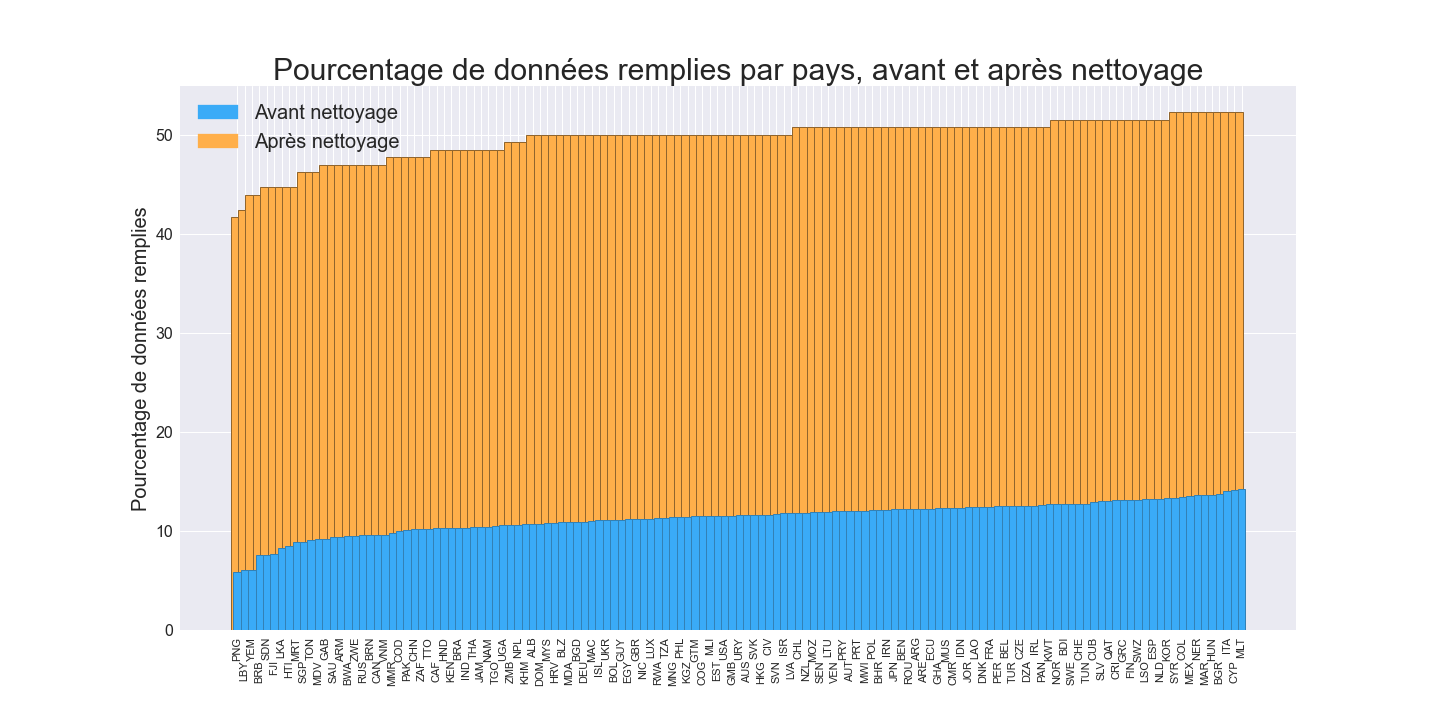 Pourcentage de données remplies par pays, avant et après nettoyage
Avant nettoyage
Après nettoyage
Pourcentage de données remplies
50
40
30
20
10
0
PNG LBY YEM BRB SDN FJI LKA HTI MRT SGP TON MDV GAB SAU ARM BWA ZWE RUS BRN CAN VNM MMR COD PAK CHN ZAF TTO CAF HND KEN BRA IND THA JAM NAM TGO UGA ZMB NPL KHM ALB DOM MYS HRV BLZ MDA BGD DEU MAC ISL UKR BOL GUY EGY GBR NIC LUX RWA TZA MNG PHL KGZ GTM COG MLI EST USA GMB URY AUS SVK HKG CIV SVN ISR LVA CHL NZL MOZ SEN LTU VEN PRY AUT PRT MWI POL BHR IRN JPN BEN ROU ARG ARE ECU GHA MUS CMR IDN JOR LAO DNK FRA PER BEL TUR CZE DZA IRL PAN KWT NOR BDI SWE CHE TUN CUB SLV QAT CRI GRC FIN SWZ LSO ESP NLD KOR SYR COL MEX NER MAR HUN BGR ITA CYP MLT